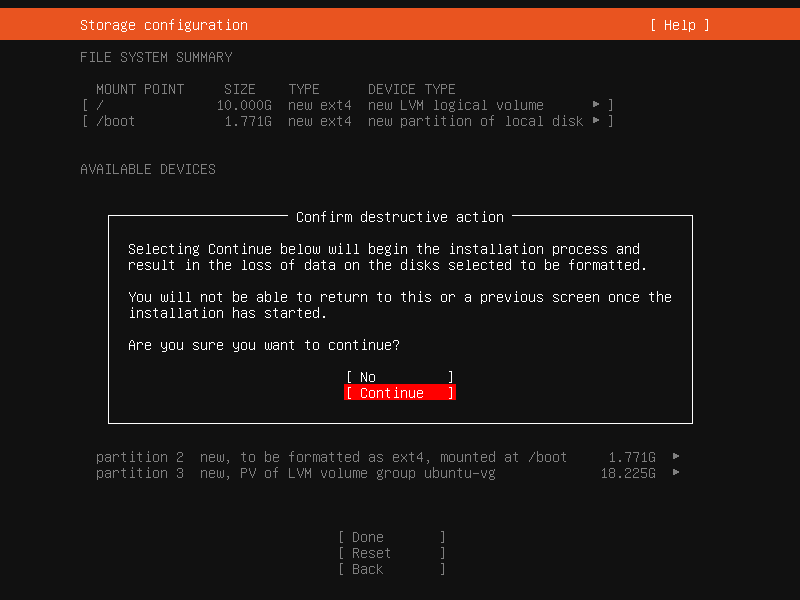 Storage configuration [ Help ]
FILE SYSTEM SUMMARY
MOUNT POINT SIZE TYPE DEVICE TYPE
[ / 10.000G new ext4 new LVM logical volume ▸ ]
[ /boot 1.771G new ext4 new partition of local disk ▸ ]
AVAILABLE DEVICES
Confirm destructive action
Selecting Continue below will begin the installation process and
result in the loss of data on the disks selected to be formatted.
You will not be able to return to this or a previous screen once the
installation has started.
Are you sure you want to continue?
[ No ]
[ Continue ]
partition 2 new, to be formatted as ext4, mounted at /boot 1.771G ▸
partition 3 new, PV of LVM volume group ubuntu-vg 18.225G ▸
[ Done ]
[ Reset ]
[ Back ]